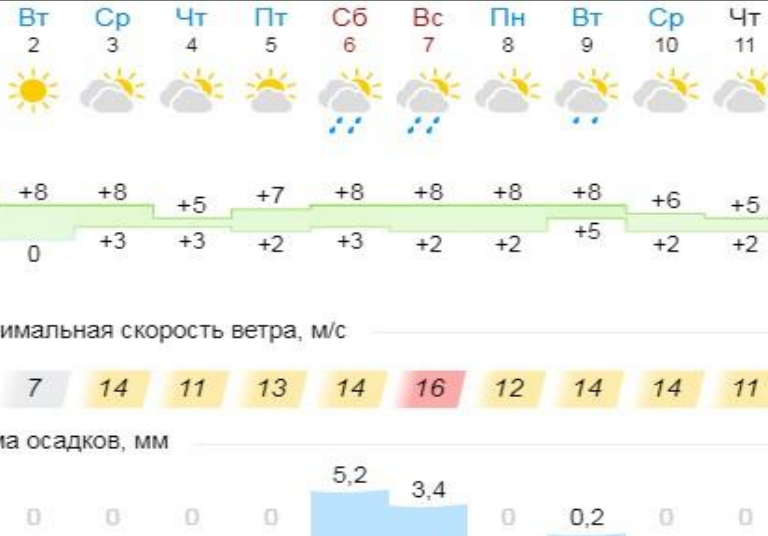 Вт Ср Чт Пт Сб Вс Пн Вт Ср Чт
2 3 4 5 6 7 8 9 10 11
+8 +8 +5 +7 +8 +8 +8 +8 +6 +5
0 +3 +3 +2 +3 +2 +2 +5 +2 +2
имальная скорость ветра, м/с
7 14 11 13 14 16 12 14 14 11
ма осадков, мм
0 0 0 0 5,2 3,4 0 0,2 0 0